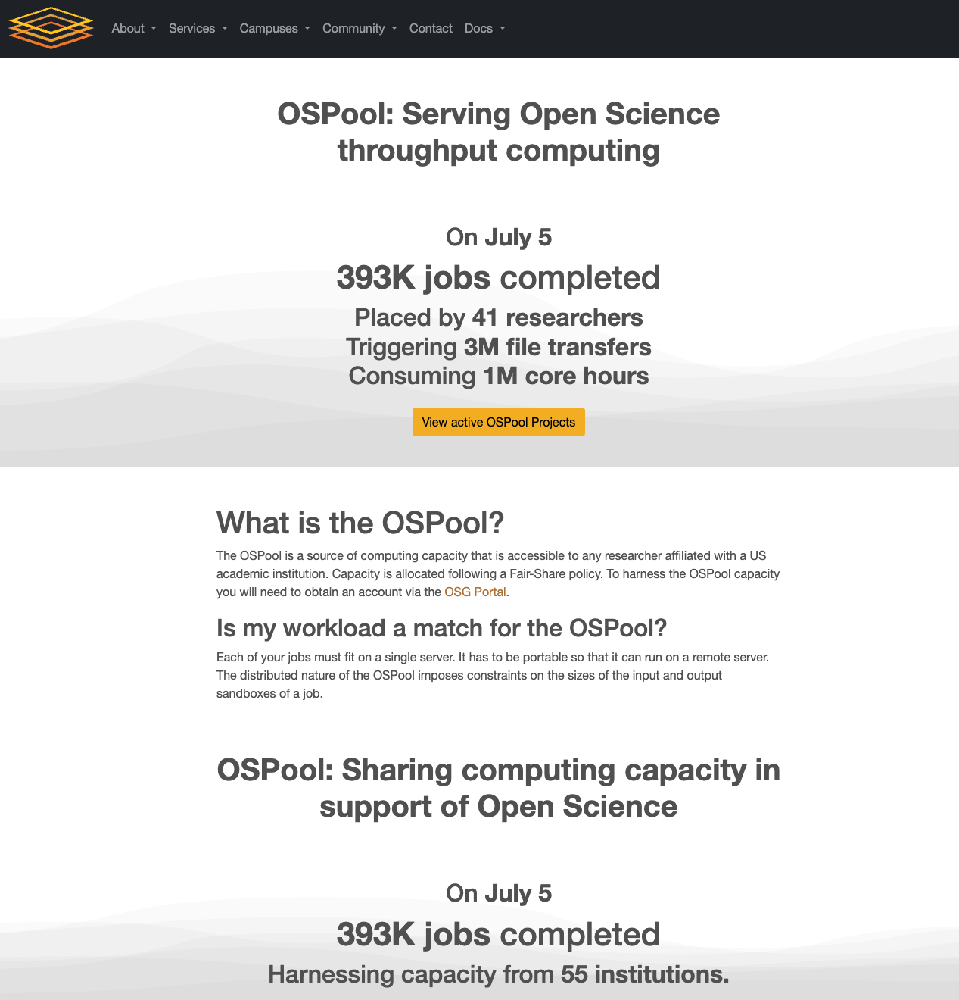 About Services Campuses Community Contact Docs
OSPool: Serving Open Science
throughput computing
On July 5
393K jobs completed
Placed by 41 researchers
Triggering 3M file transfers
Consuming 1M core hours
View active OSPool Projects
What is the OSPool?
The OSPool is a source of computing capacity that is accessible to any researcher affiliated with a US
academic institution. Capacity is allocated following a Fair-Share policy. To harness the OSPool capacity
you will need to obtain an account via the OSG Portal.
Is my workload a match for the OSPool?
Each of your jobs must fit on a single server. It has to be portable so that it can run on a remote server.
The distributed nature of the OSPool imposes constraints on the sizes of the input and output
sandboxes of a job.
OSPool: Sharing computing capacity in
support of Open Science
On July 5
393K jobs completed
Harnessing capacity from 55 institutions.